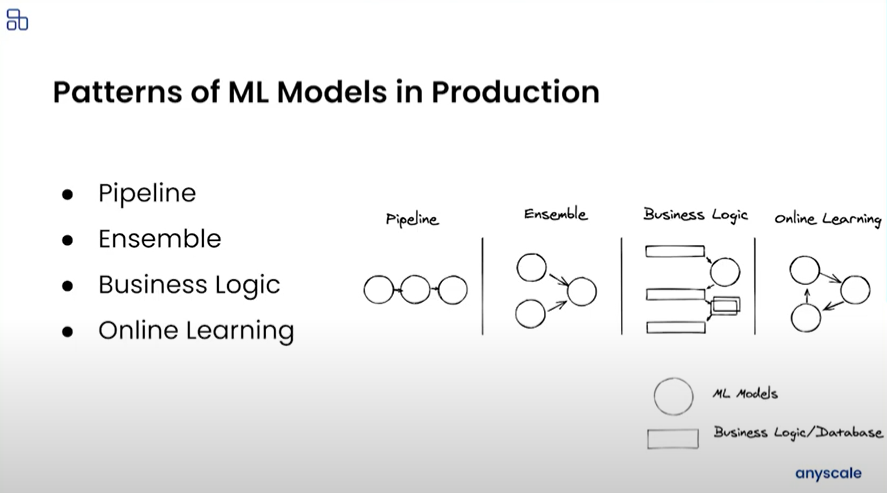 Patterns of ML Models in Production
● Pipeline
● Ensemble
● Business Logic
● Online Learning
Pipeline
Ensemble
Business Logic
Online Learning
ML Models
Business Logic/Database
anyscale